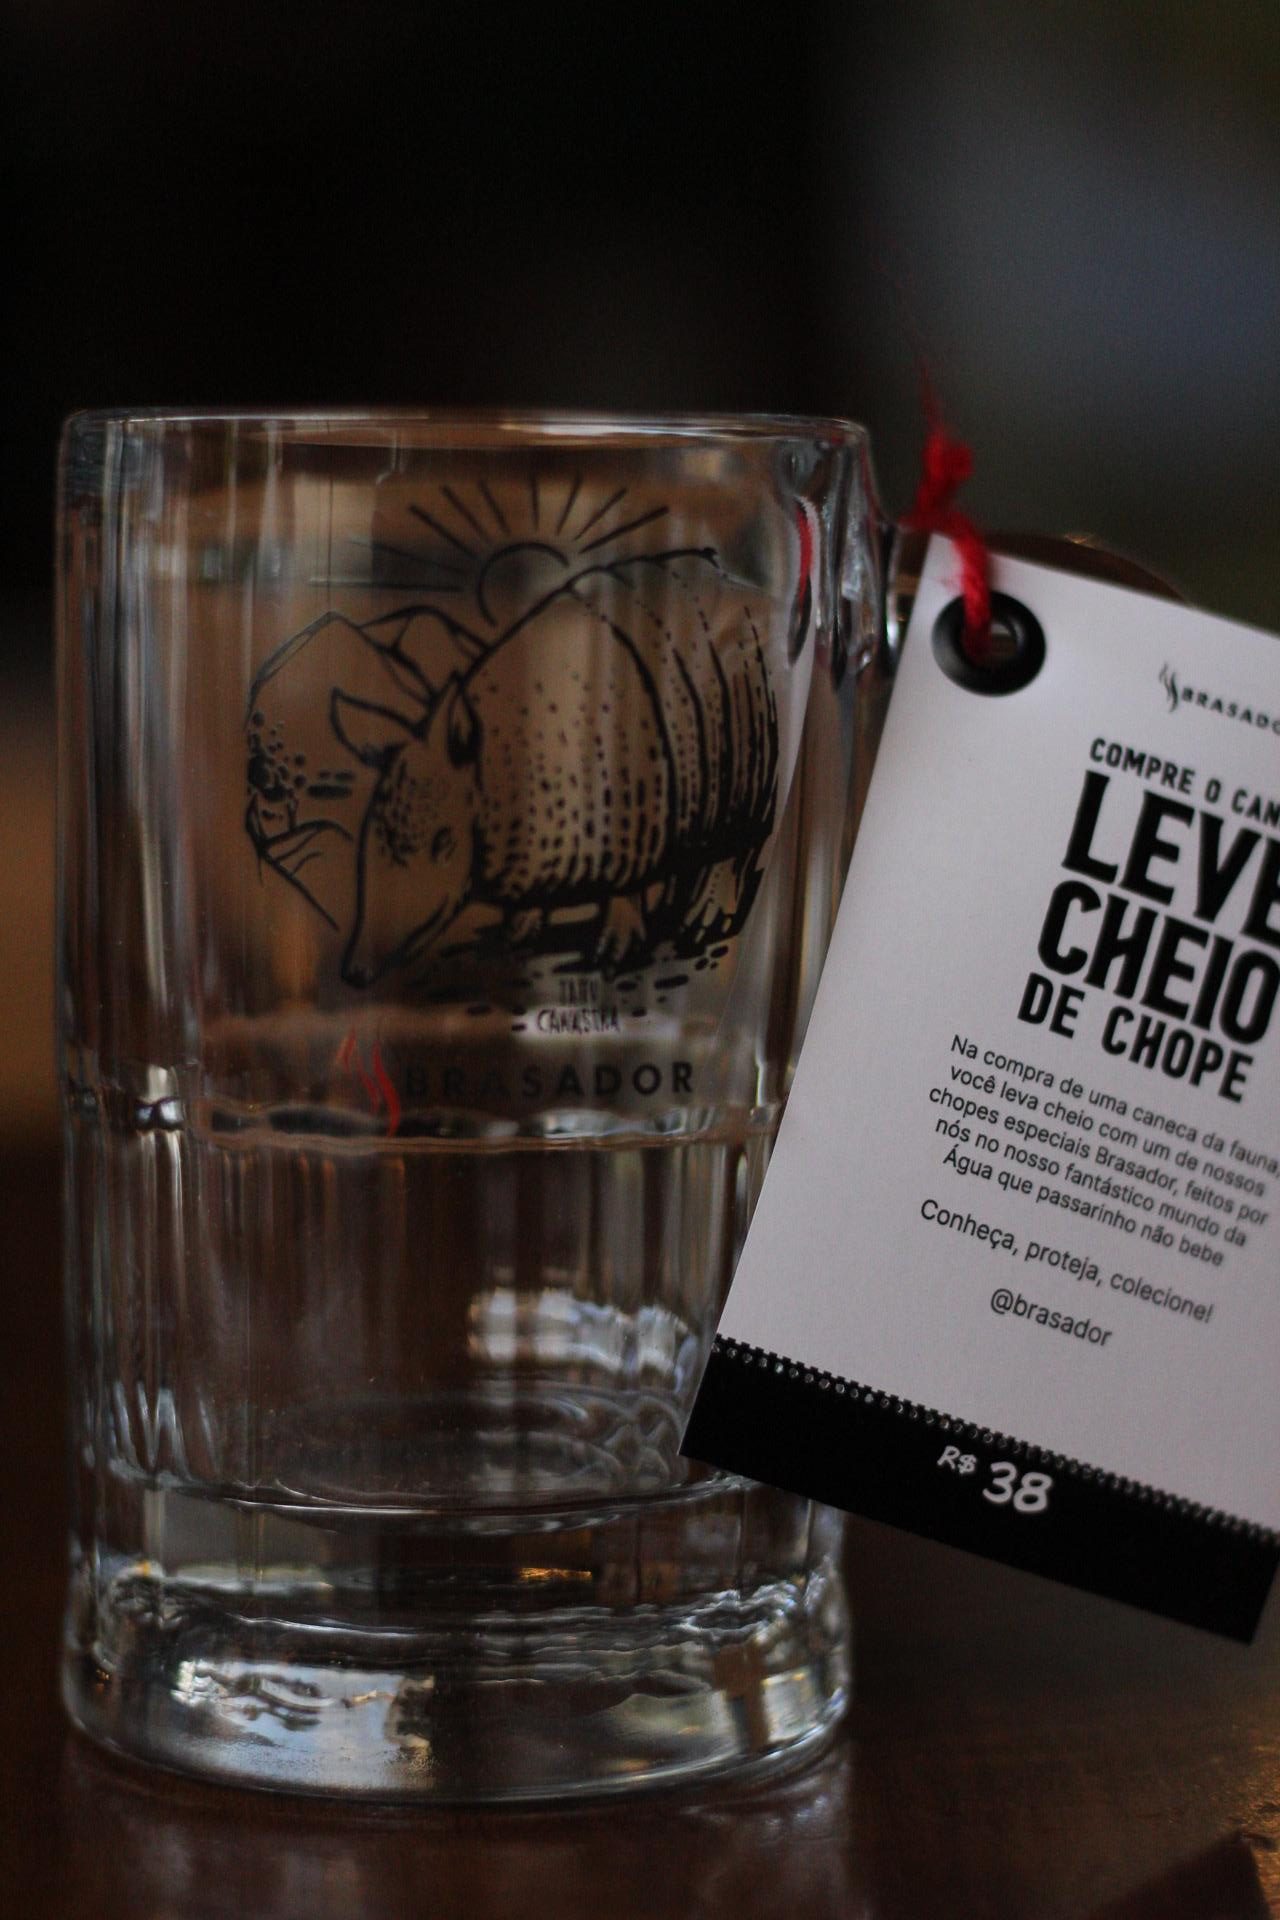 TATU
CANASTRA
BRASADOR
BRASADO
COMPRE O CAN
LEVE
CHEIO
DE CHOPE
Na compra de uma caneca da fauna,
você leva cheio com um de nossos
chopes especiais Brasador, feitos por
nós no nosso fantástico mundo da
Água que passarinho não bebe
Conheça, proteja, colecione!
@brasador
R$ 38